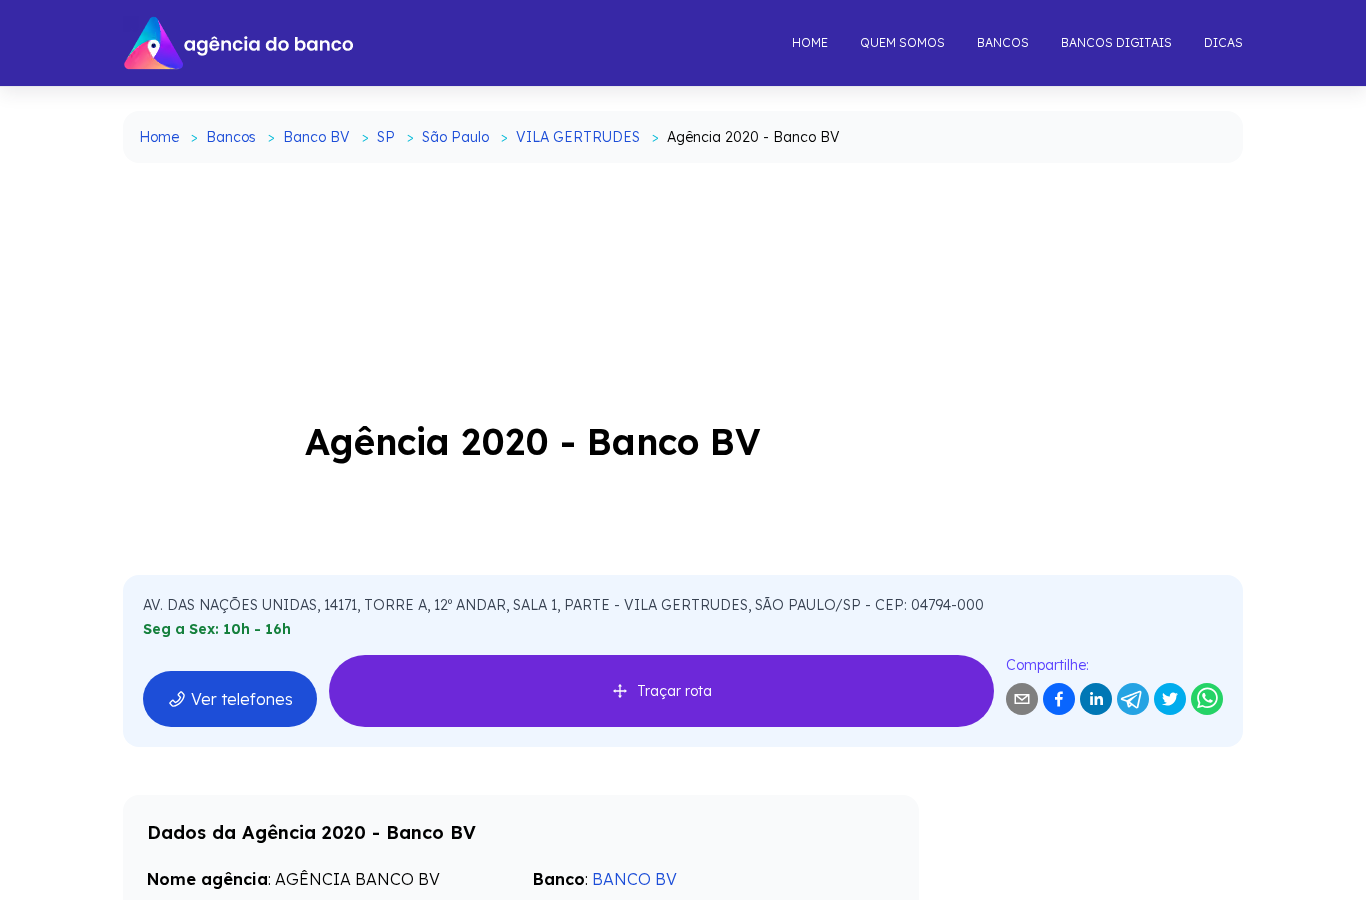 agência do banco
HOME QUEM SOMOS BANCOS BANCOS DIGITAIS DICAS
Home > Bancos > Banco BV > SP > São Paulo > VILA GERTRUDES > Agência 2020 - Banco BV
Agência 2020 - Banco BV
AV. DAS NAÇÕES UNIDAS, 14171, TORRE A, 12º ANDAR, SALA 1, PARTE - VILA GERTRUDES, SÃO PAULO/SP - CEP: 04794-000
Seg a Sex: 10h - 16h
Ver telefones
Traçar rota
Compartilhe:
Dados da Agência 2020 - Banco BV
Nome agência: AGÊNCIA BANCO BV
Banco: BANCO BV